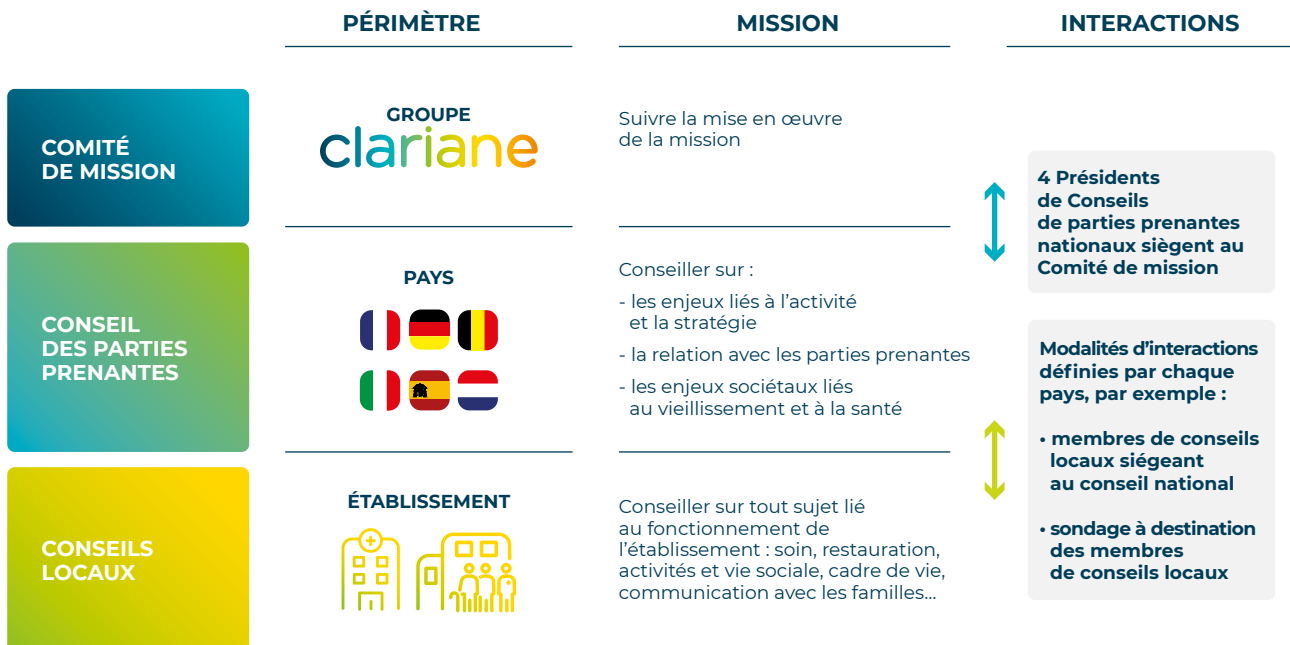 PÉRIMÈTRE
MISSION
INTERACTIONS
COMITÉ
DE MISSION
GROUPE
clariane
Suivre la mise en œuvre
de la mission
4 Présidents
de Conseils
de parties prenantes
nationaux siègent au
Comité de mission
CONSEIL
DES PARTIES
PRENANTES
PAYS
Conseiller sur :
- les enjeux liés à l'activité
et la stratégie
- la relation avec les parties prenantes
- les enjeux sociétaux liés
au vieillissement et à la santé
Modalités d'interactions
définies par chaque
pays, par exemple :
• membres de conseils
locaux siégeant
au conseil national
• sondage à destination
des membres
de conseils locaux
CONSEILS
LOCAUX
ÉTABLISSEMENT
Conseiller sur tout sujet lié
au fonctionnement de
l'établissement : soin, restauration,
activités et vie sociale, cadre de vie,
communication avec les familles…